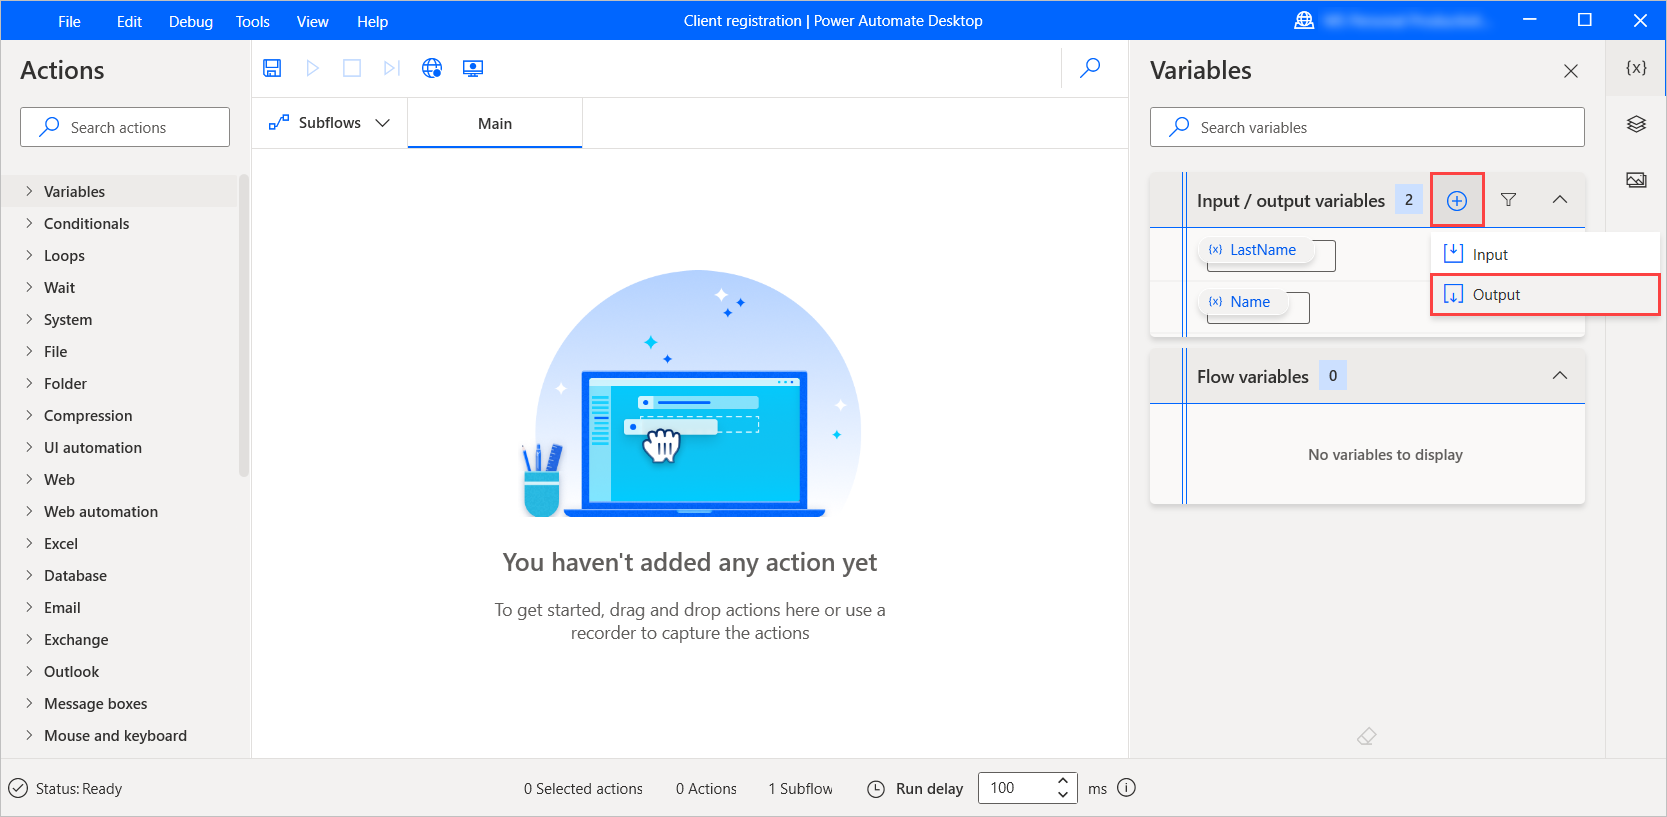 File Edit Debug Tools View Help
Client registration | Power Automate Desktop
Actions
Search actions
Variables
Conditionals
Loops
Wait
System
File
Folder
Compression
UI automation
Web
Web automation
Excel
Database
Email
Exchange
Outlook
Message boxes
Mouse and keyboard
Subflows
Main
You haven't added any action yet
To get started, drag and drop actions here or use a
recorder to capture the actions
Variables
Search variables
Input / output variables 2
{x} LastName
{x} Name
Input
Output
Flow variables 0
No variables to display
{x}
Status: Ready
0 Selected actions
0 Actions
1 Subflow
Run delay
100
ms